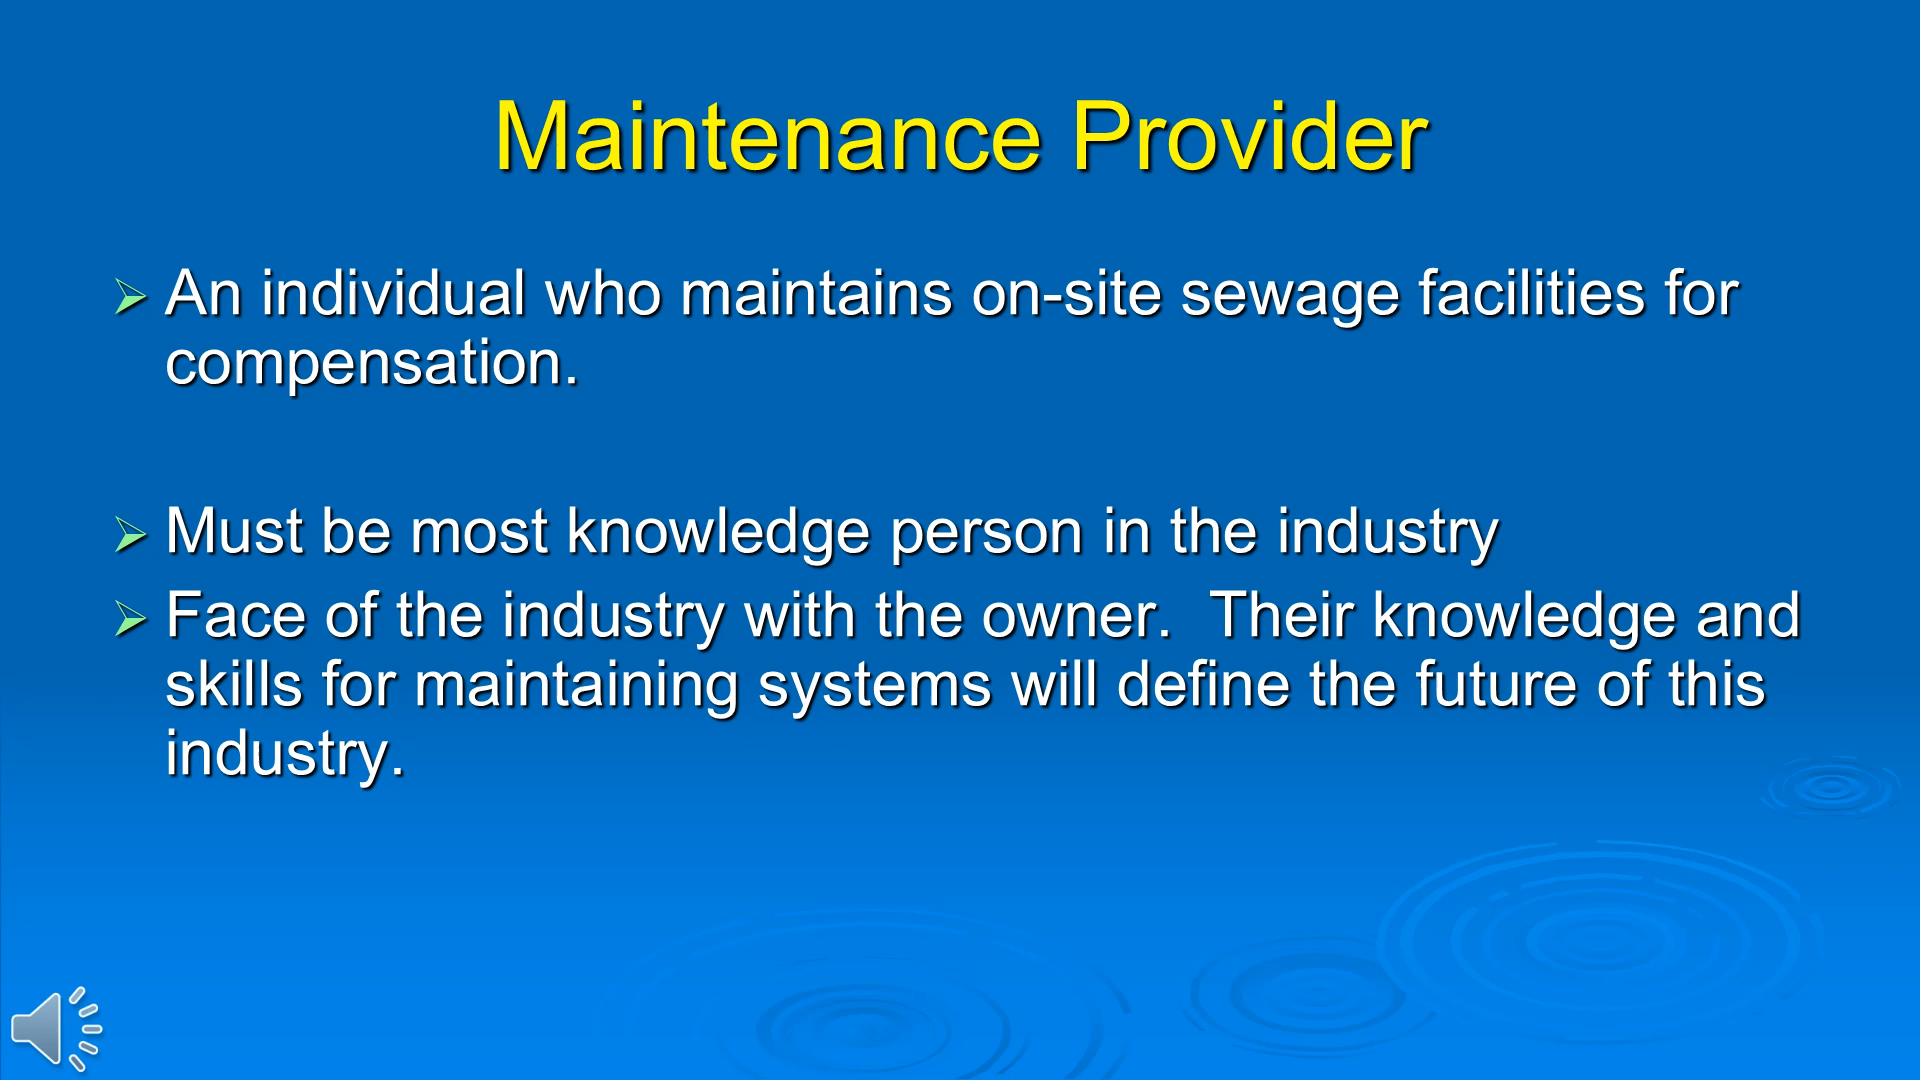 Maintenance Provider
An individual who maintains on-site sewage facilities for
compensation.
Must be most knowledge person in the industry
Face of the industry with the owner.  Their knowledge and
skills for maintaining systems will define the future of this
industry.